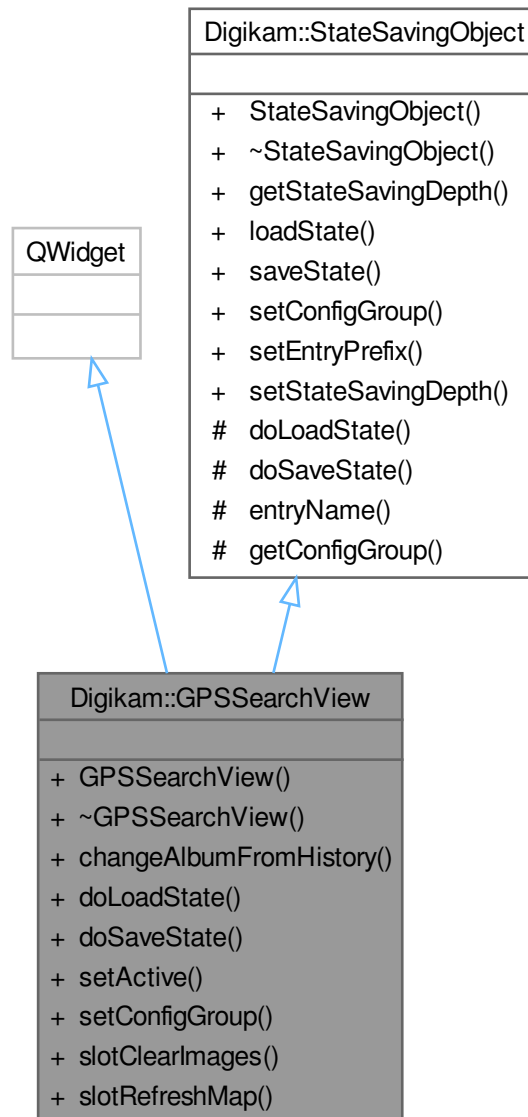 Digikam::StateSavingObject
+ StateSavingObject()
+ ~StateSavingObject()
+ getStateSavingDepth()
+ loadState()
+ saveState()
+ setConfigGroup()
+ setEntryPrefix()
+ setStateSavingDepth()
# doLoadState()
# doSaveState()
# entryName()
# getConfigGroup()
QWidget
Digikam::GPSSearchView
+ GPSSearchView()
+ ~GPSSearchView()
+ changeAlbumFromHistory()
+ doLoadState()
+ doSaveState()
+ setActive()
+ setConfigGroup()
+ slotClearImages()
+ slotRefreshMap()